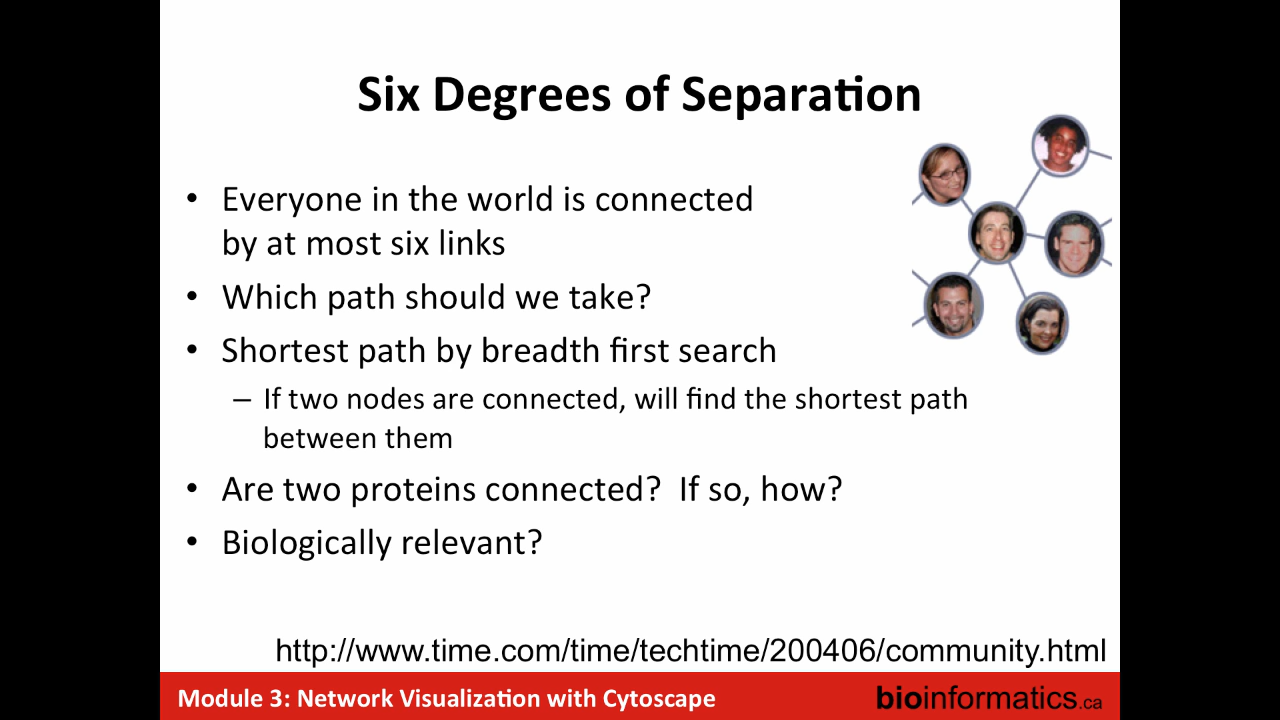 Six Degrees of Separation
• Everyone in the world is connected
by at most six links
• Which path should we take?
• Shortest path by breadth first search
– If two nodes are connected, will find the shortest path
between them
• Are two proteins connected?  If so, how?
• Biologically relevant?
http://www.time.com/time/techtime/200406/community.html
Module 3: Network Visualization with Cytoscape
bioinformatics.ca